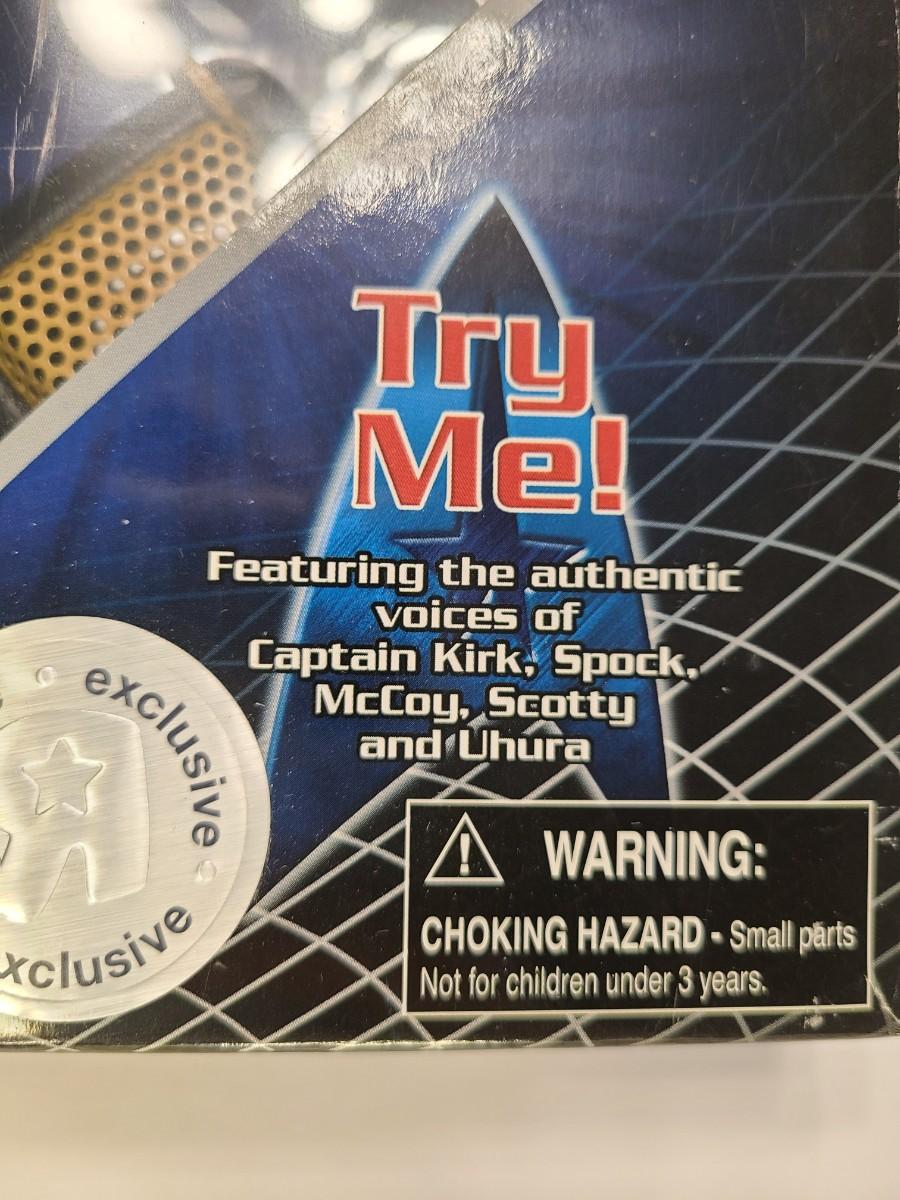 Try
Me!
Featuring the authentic
voices of
Captain Kirk, Spock,
McCoy, Scotty
and Uhura
exclusive
R
xclusive
WARNING:
CHOKING HAZARD - Small parts
Not for children under 3 years.